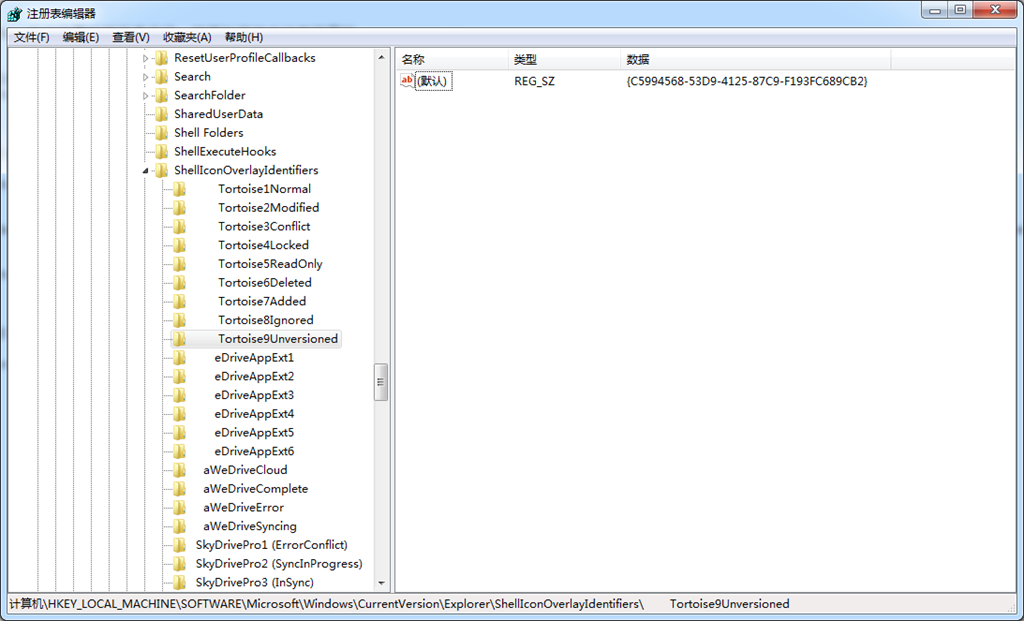 注册表编辑器
文件(F) 编辑(E) 查看(V) 收藏夹(A) 帮助(H)
ResetUserProfileCallbacks
Search
SearchFolder
SharedUserData
Shell Folders
ShellExecuteHooks
ShellIconOverlayIdentifiers
Tortoise1Normal
Tortoise2Modified
Tortoise3Conflict
Tortoise4Locked
Tortoise5ReadOnly
Tortoise6Deleted
Tortoise7Added
Tortoise8Ignored
Tortoise9Unversioned
eDriveAppExt1
eDriveAppExt2
eDriveAppExt3
eDriveAppExt4
eDriveAppExt5
eDriveAppExt6
aWeDriveCloud
aWeDriveComplete
aWeDriveError
aWeDriveSyncing
SkyDrivePro1 (ErrorConflict)
SkyDrivePro2 (SyncInProgress)
SkyDrivePro3 (InSync)
名称 类型 数据
ab (默认) REG_SZ {C5994568-53D9-4125-87C9-F193FC689CB2}
计算机\HKEY_LOCAL_MACHINE\SOFTWARE\Microsoft\Windows\CurrentVersion\Explorer\ShellIconOverlayIdentifiers\ Tortoise9Unversioned